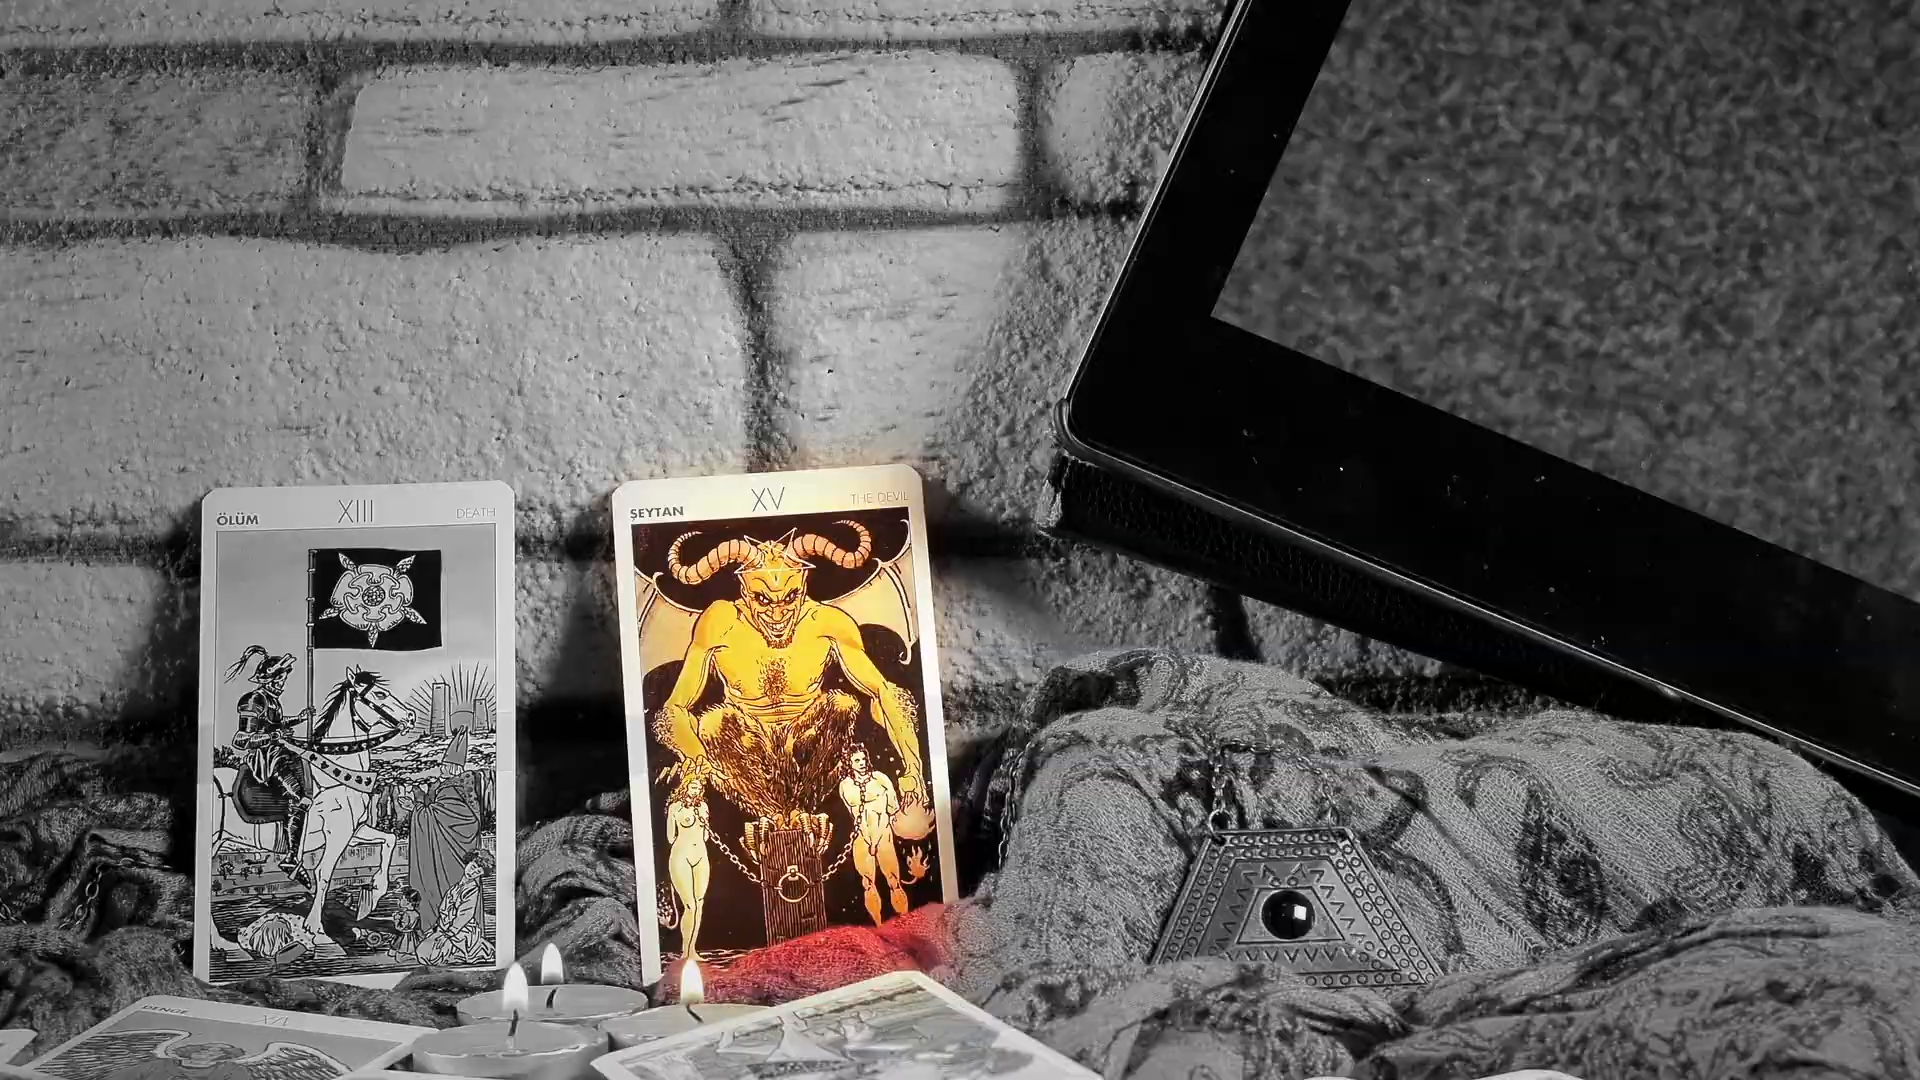 ÖLÜM XIII DEATH
ŞEYTAN XV THE DEVIL
DENGE XIV